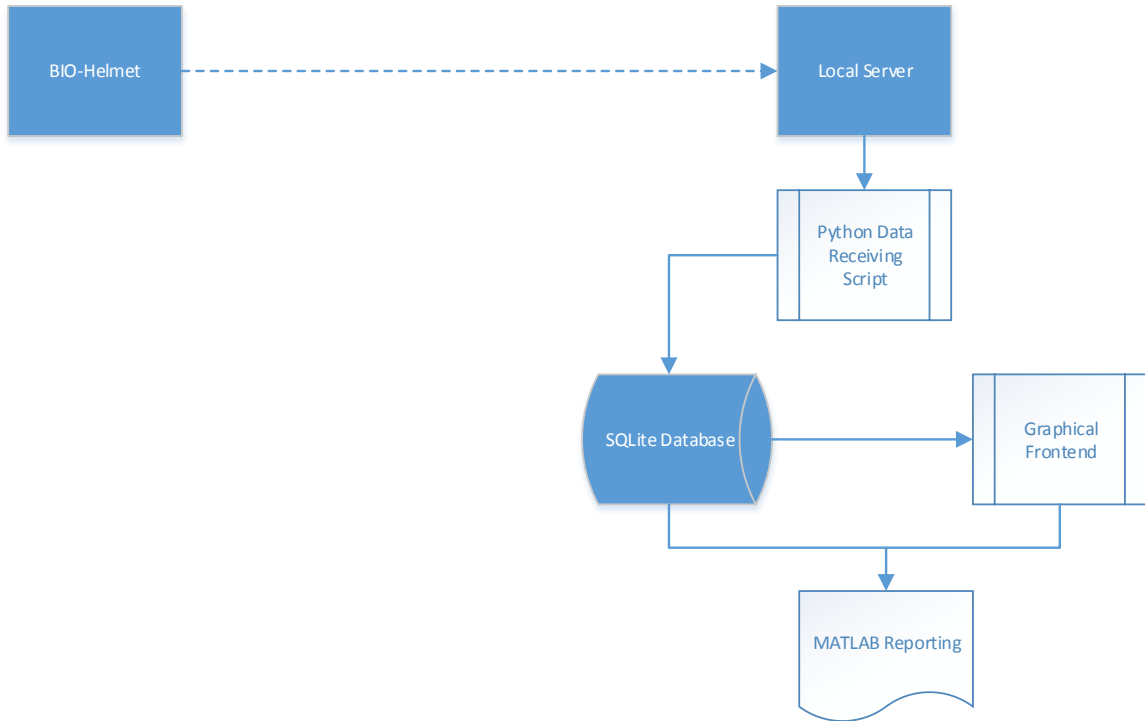 BIO-Helmet
Local Server
Python Data
Receiving
Script
SQLite Database
Graphical
Frontend
MATLAB Reporting